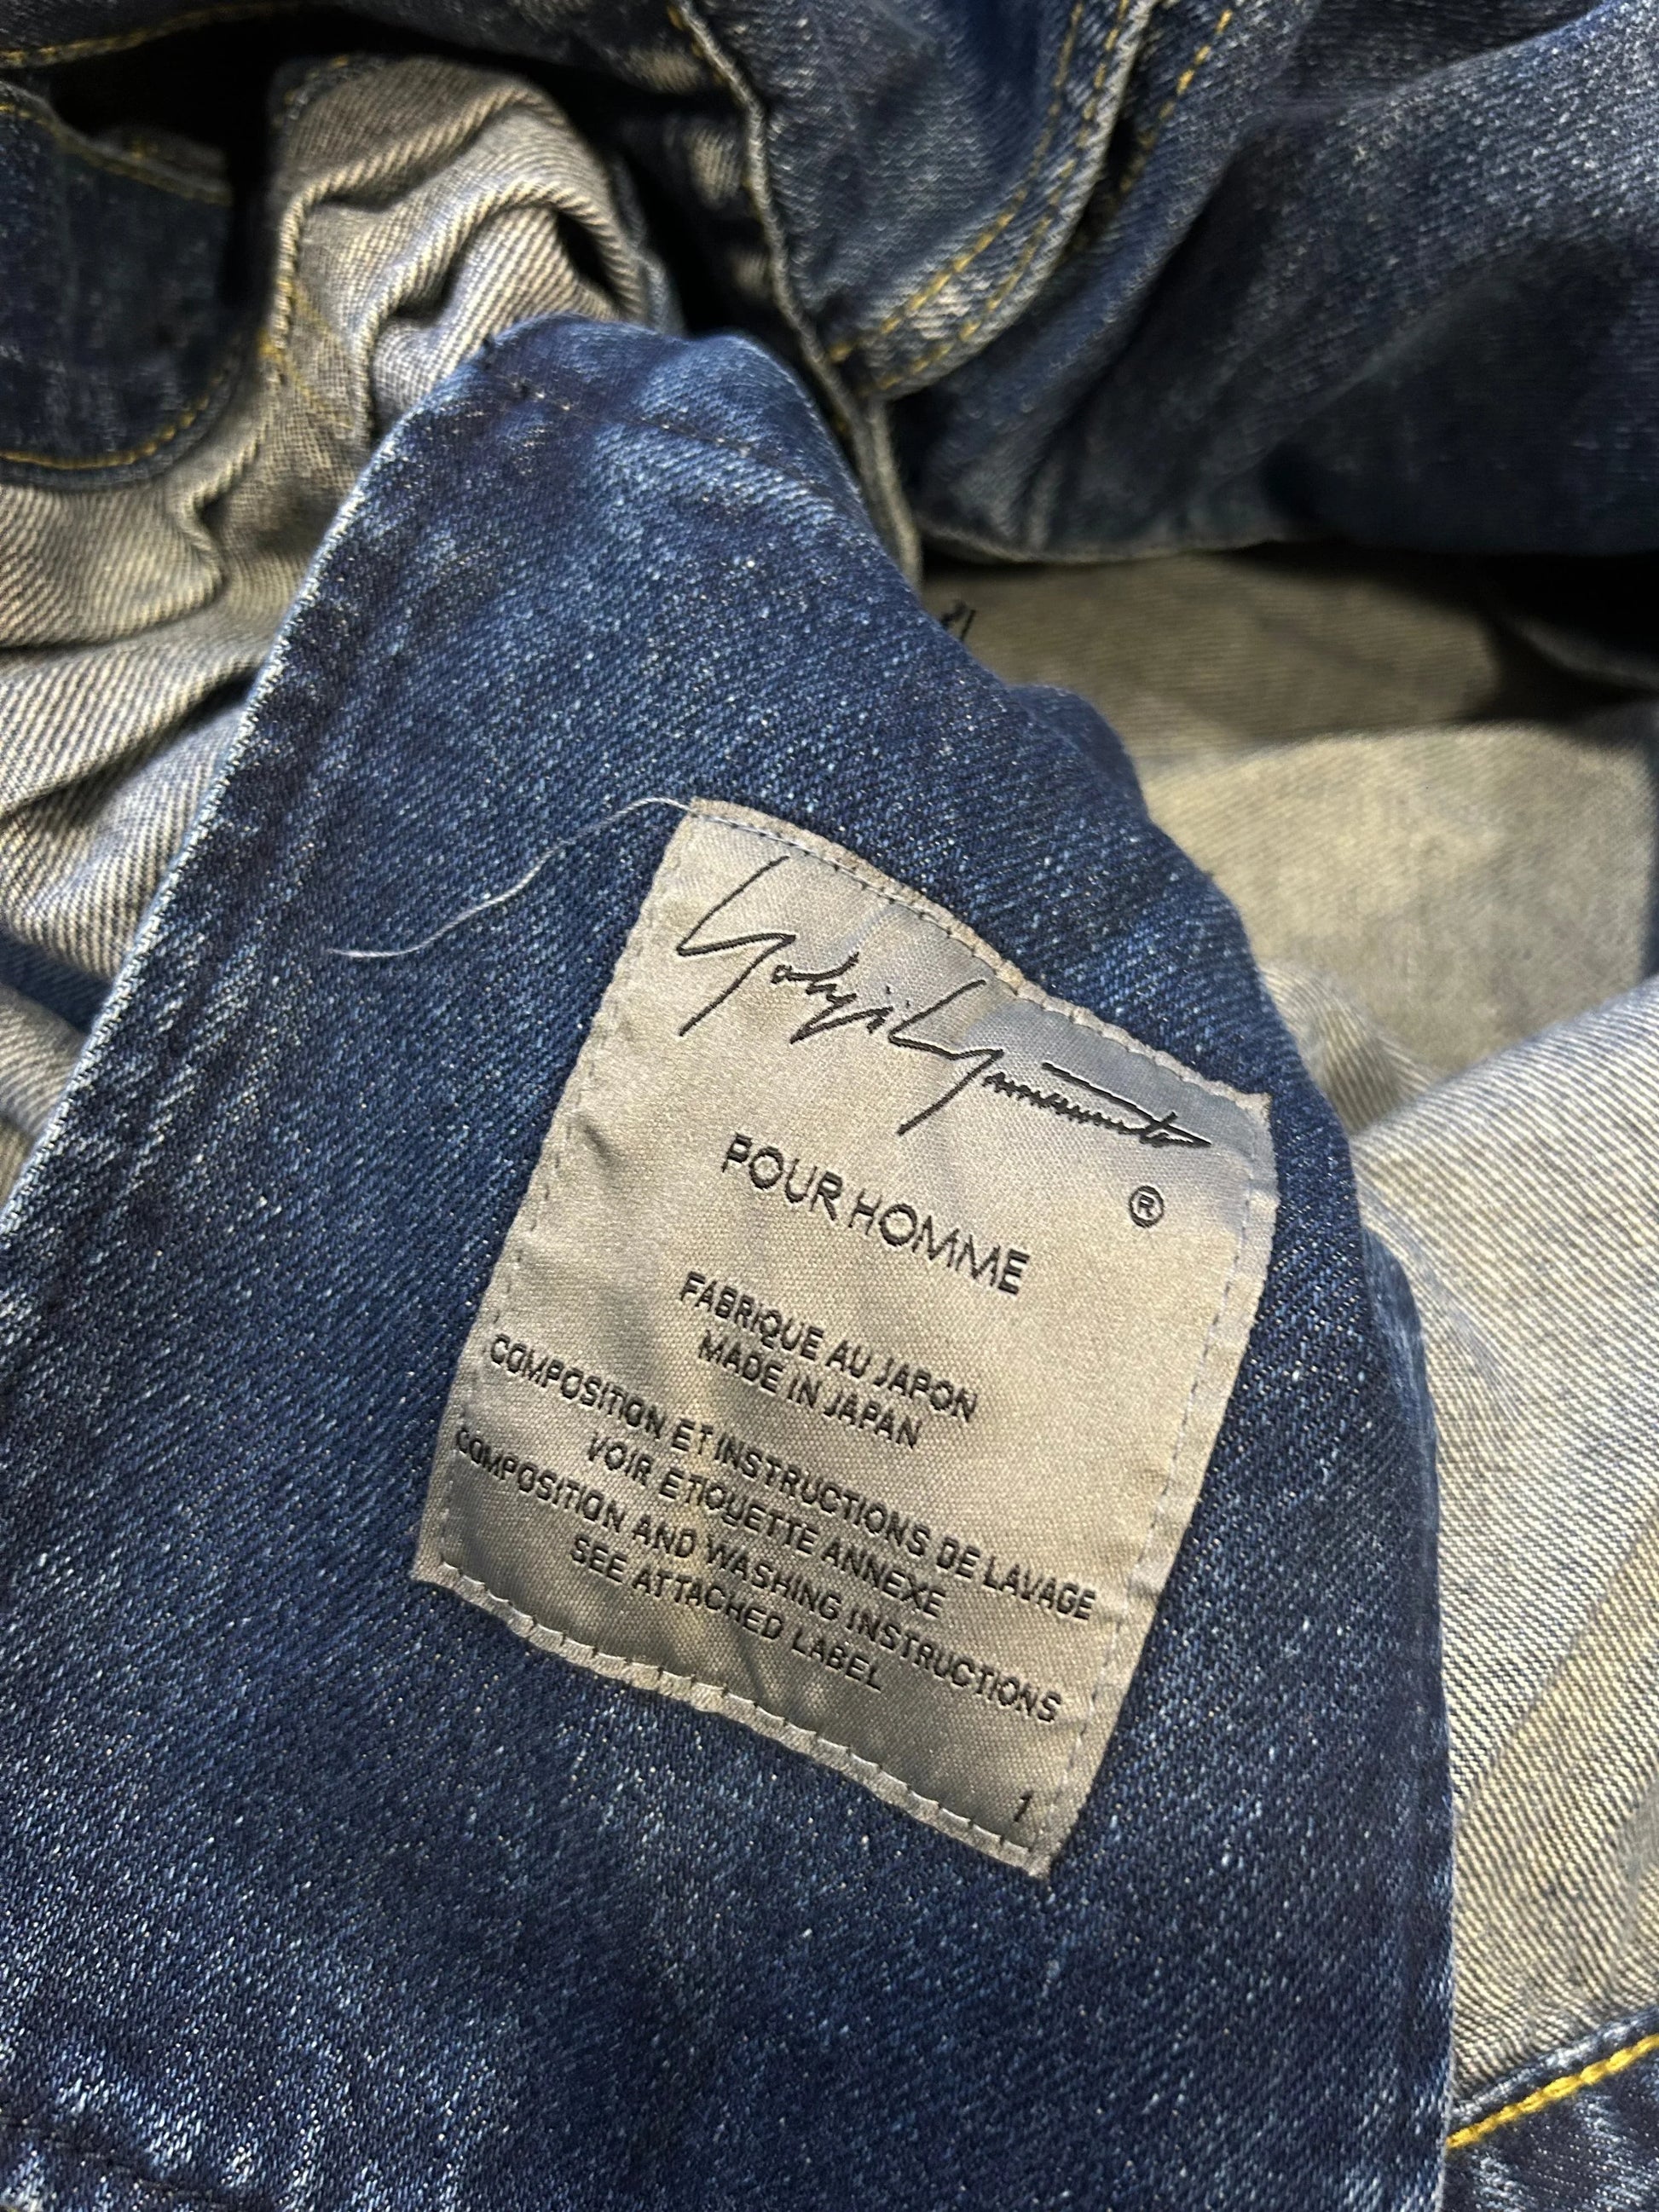 Yohji Yamamoto
®
POUR HOMME
FABRIQUE AU JAPON
MADE IN JAPAN
COMPOSITION ET INSTRUCTIONS DE LAVAGE
VOIR ETIQUETTE ANNEXE
COMPOSITION AND WASHING INSTRUCTIONS
SEE ATTACHED LABEL
1